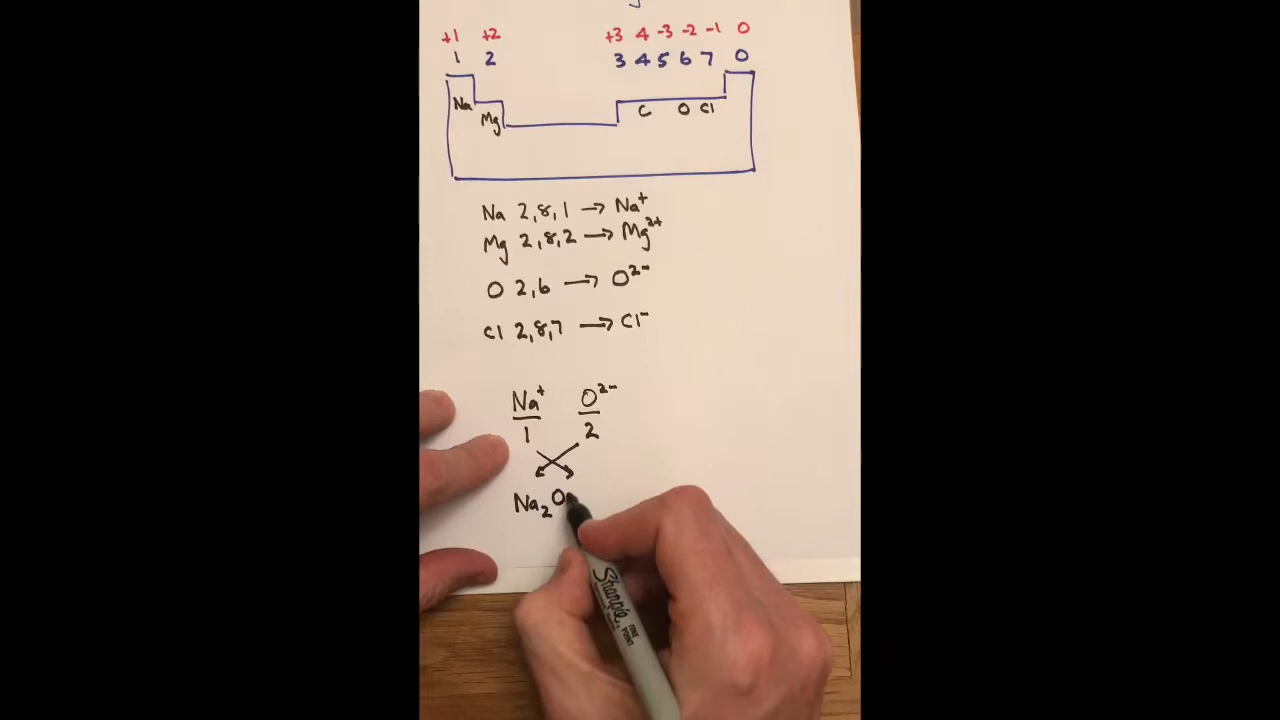 +1 +2 +3 4 -3 -2 -1 0
1 2 3 4 5 6 7 0
Na Mg C O Cl
Na 2,8,1 → Na⁺
Mg 2,8,2 → Mg²⁺
O 2,6 → O²⁻
Cl 2,8,7 → Cl⁻
Na⁺ O²⁻
1 2
Na₂O
Sharpie
FINE POINT